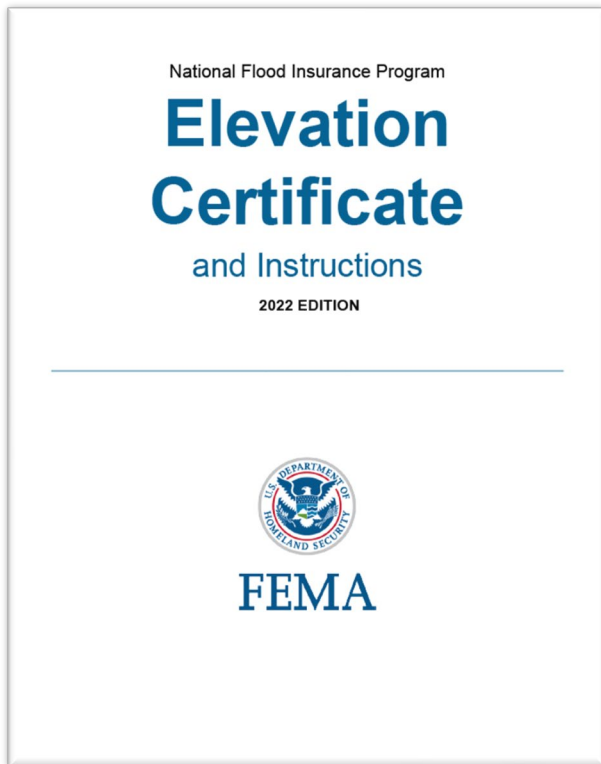 National Flood Insurance Program
Elevation
Certificate
and Instructions
2022 EDITION
U.S. DEPARTMENT OF
HOMELAND SECURITY
FEMA